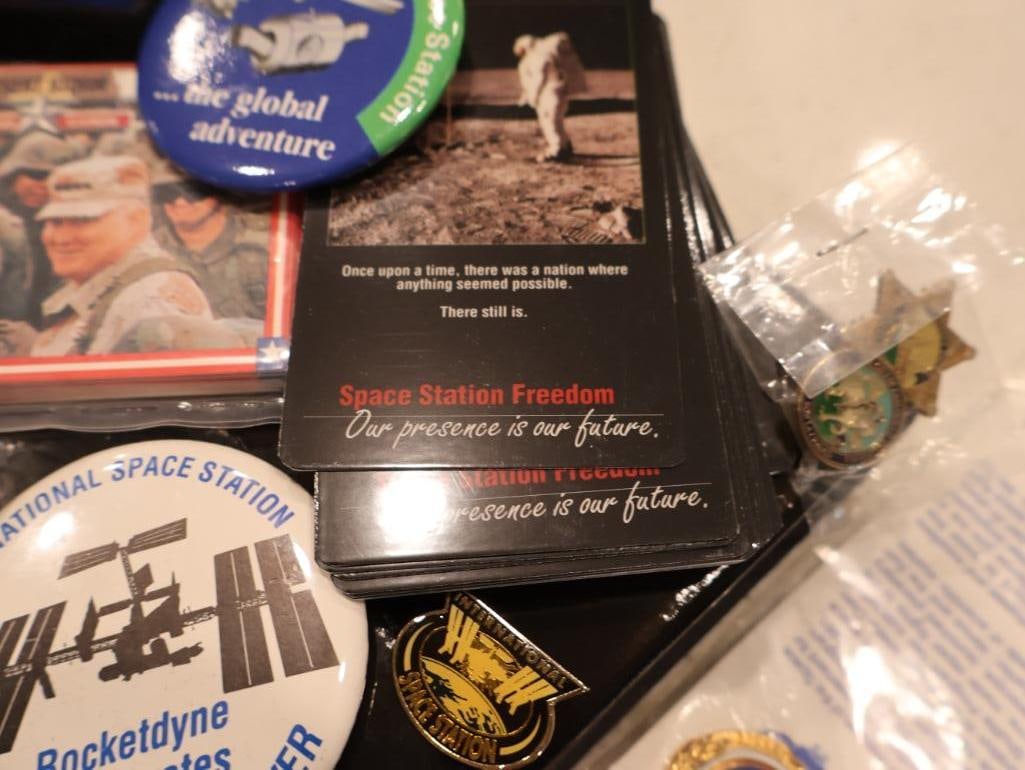 Station
... the global
adventure
Once upon a time, there was a nation where
anything seemed possible.
There still is.
Space Station Freedom
Our presence is our future.
Station Freedom
presence is our future.
NATIONAL SPACE STATION
Rocketdyne
INTERNATIONAL
SPACE STATION